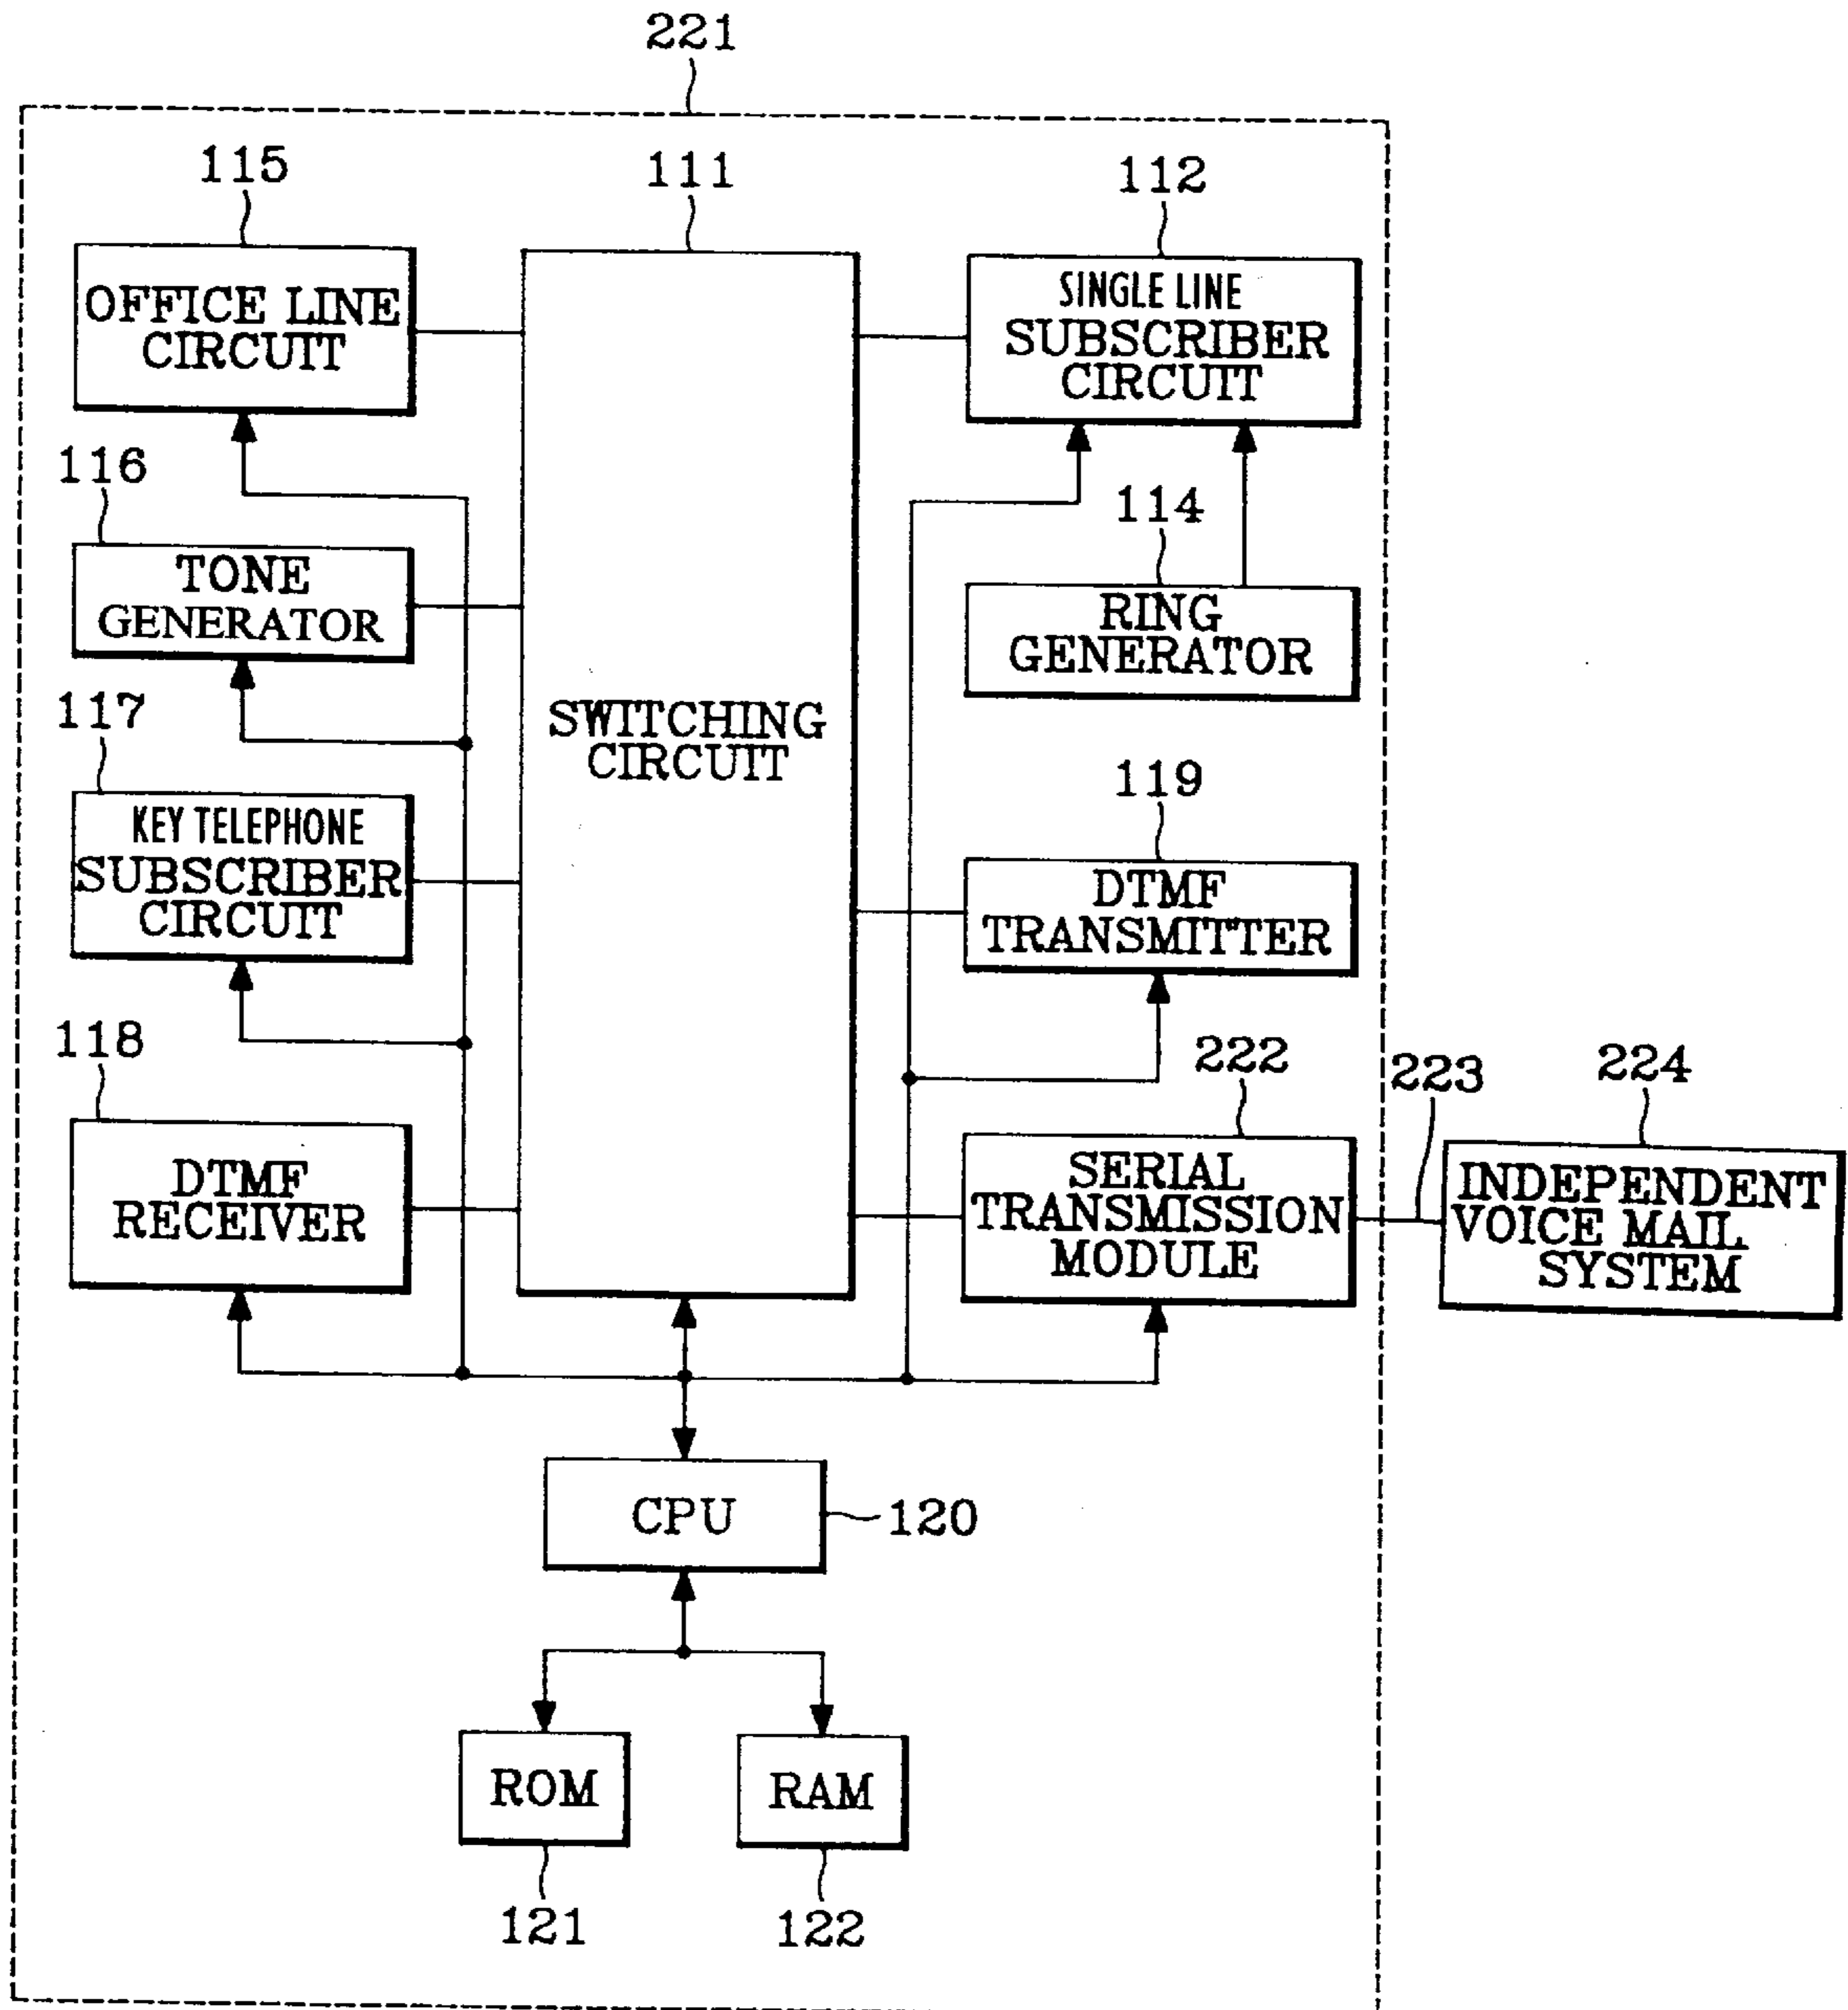 221
115
111
112
OFFICE LINE
CIRCUIT
SINGLE LINE
SUBSCRIBER
CIRCUIT
116
114
TONE
GENERATOR
RING
GENERATOR
117
SWITCHING
CIRCUIT
119
KEY TELEPHONE
SUBSCRIBER
CIRCUIT
DTMF
TRANSMITTER
118
222
223
224
DTMF
RECEIVER
SERIAL
TRANSMISSION
MODULE
INDEPENDENT
VOICE MAIL
SYSTEM
CPU
120
ROM
RAM
121
122